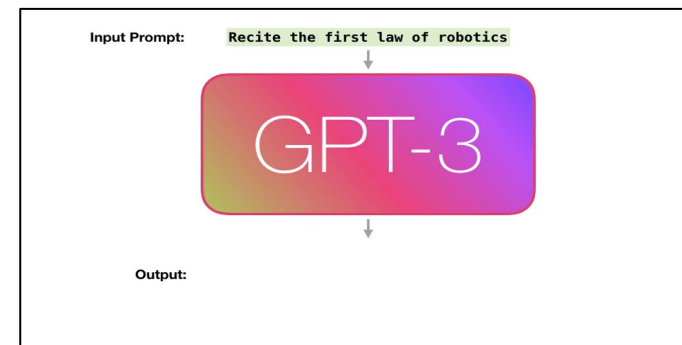 Input Prompt: Recite the first law of robotics
GPT-3
Output: